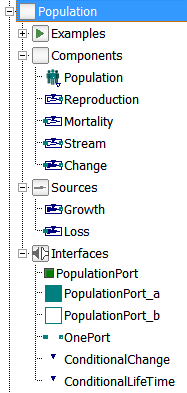 Population
Examples
Components
Population
Reproduction
Mortality
Stream
Change
Sources
Growth
Loss
Interfaces
PopulationPort
PopulationPort_a
PopulationPort_b
OnePort
ConditionalChange
ConditionalLifeTime